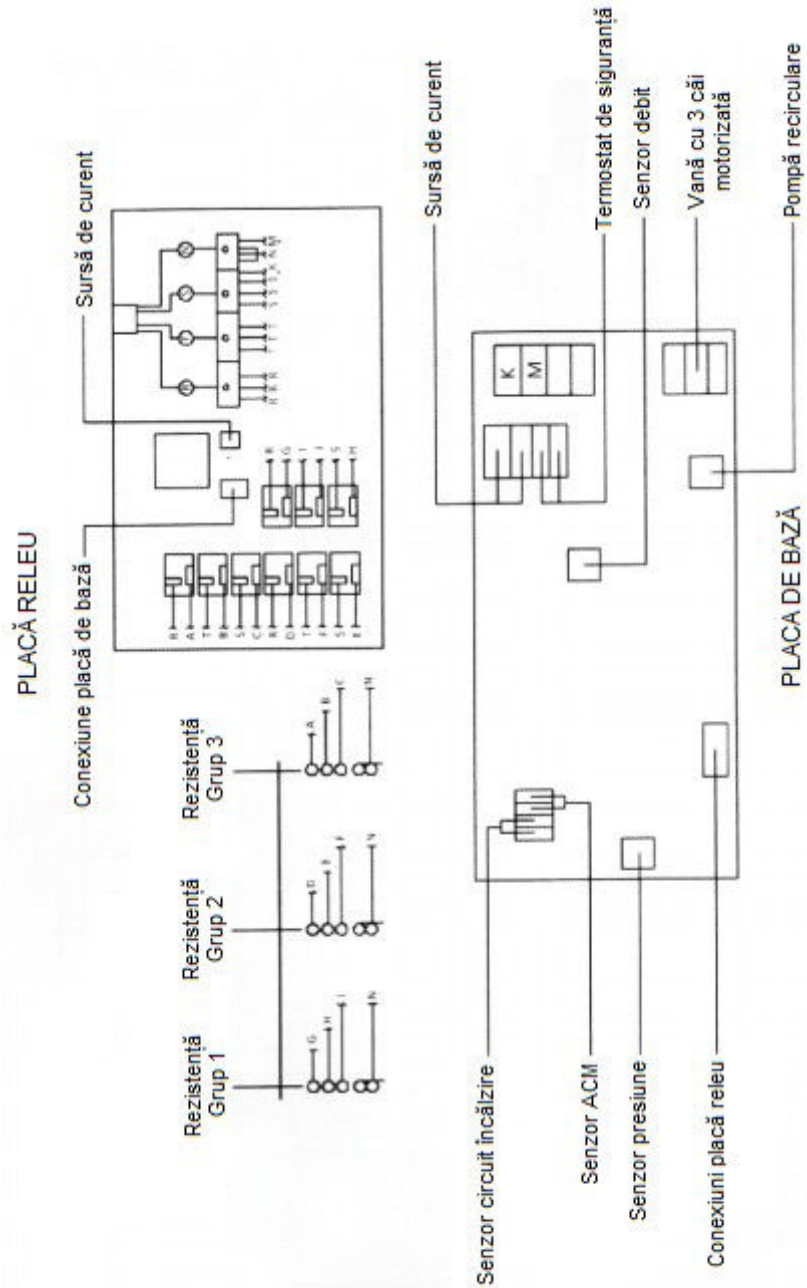 PLACĂ RELEU
Conexiune placă de bază
Sursă de curent
Rezistență
Grup 1
Rezistență
Grup 2
Rezistență
Grup 3
G
H
I
N
D
E
F
N
A
B
C
N
R
A
T
B
S
C
R
D
T
F
S
E
R
G
T
J
S
H
R
K
R
T
T
T
S
S
S
K
N
M
Sursă de curent
Termostat de siguranță
Senzor debit
Vană cu 3 căi
motorizată
Pompă recirculare
K
M
Senzor circuit încălzire
Senzor ACM
Senzor presiune
Conexiuni placă releu
PLACA DE BAZĂ